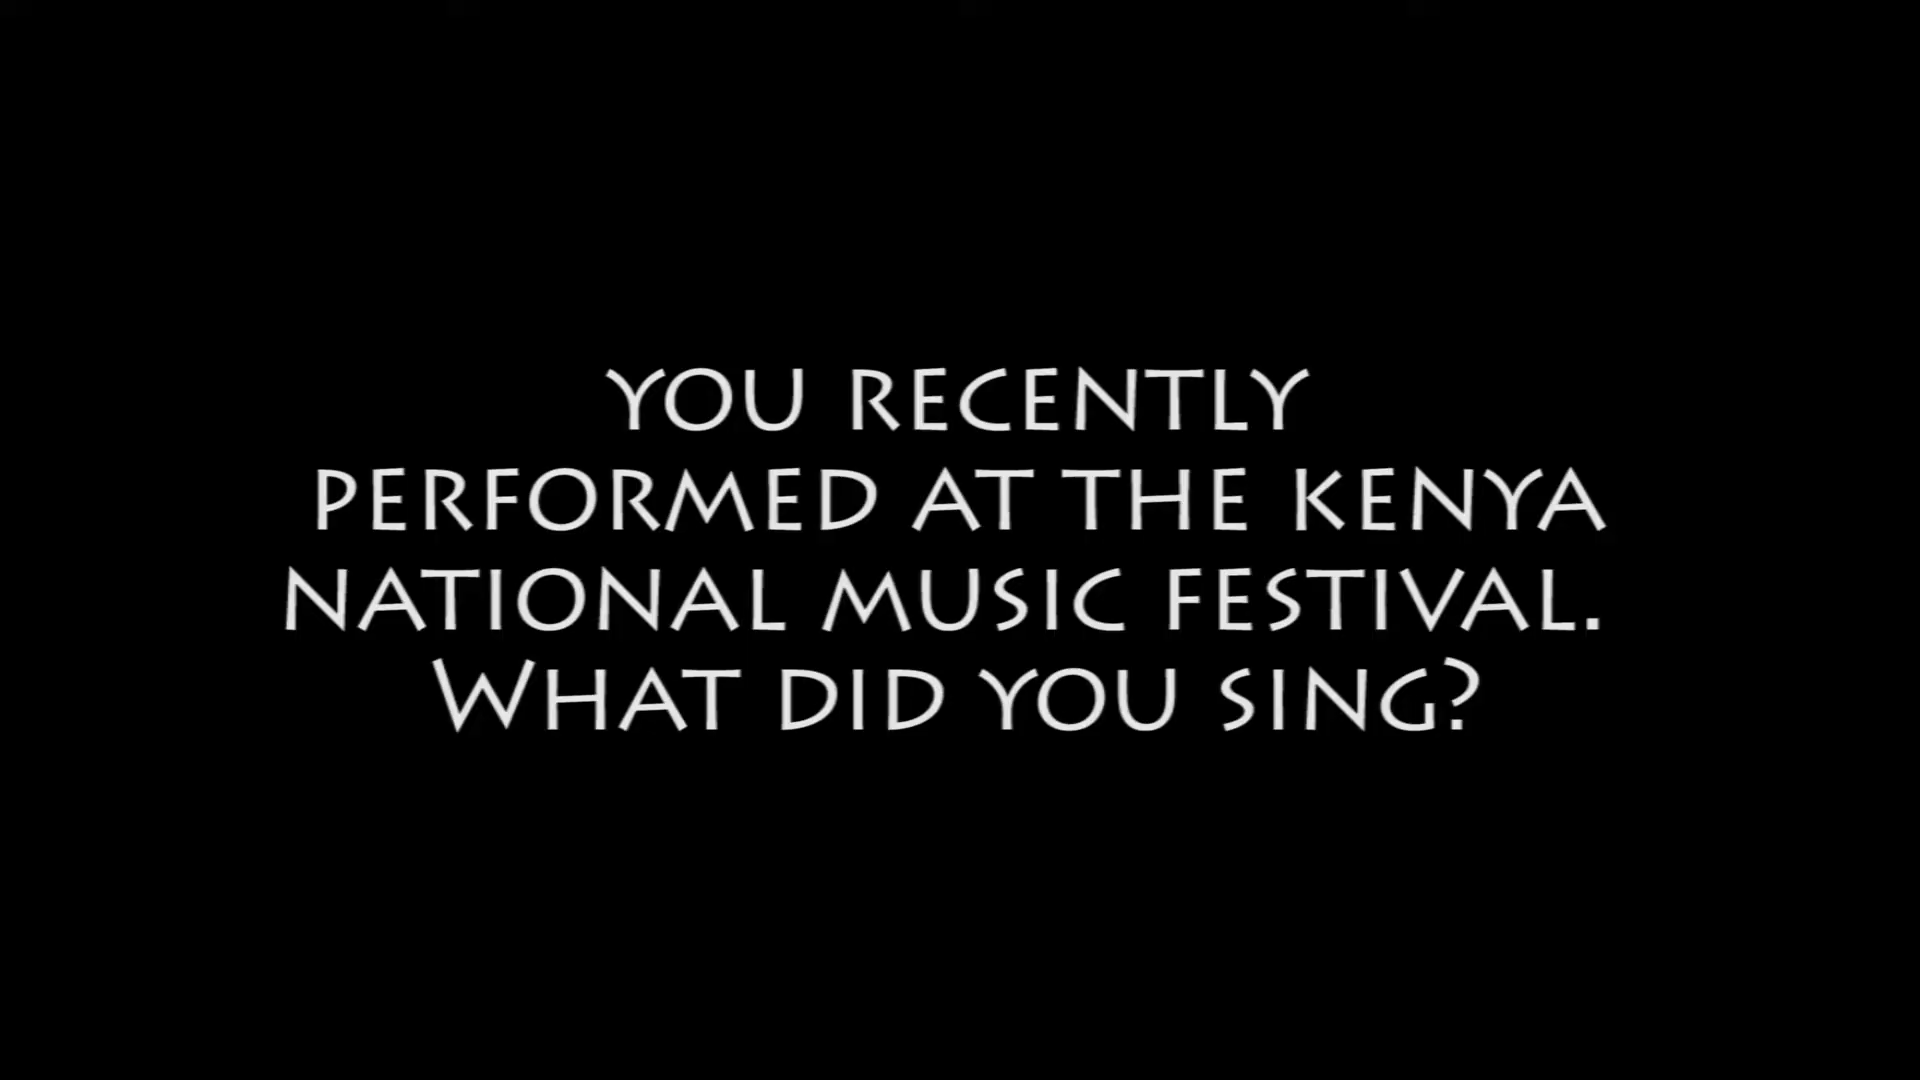 YOU RECENTLY
PERFORMED AT THE KENYA
NATIONAL MUSIC FESTIVAL.
WHAT DID YOU SING?